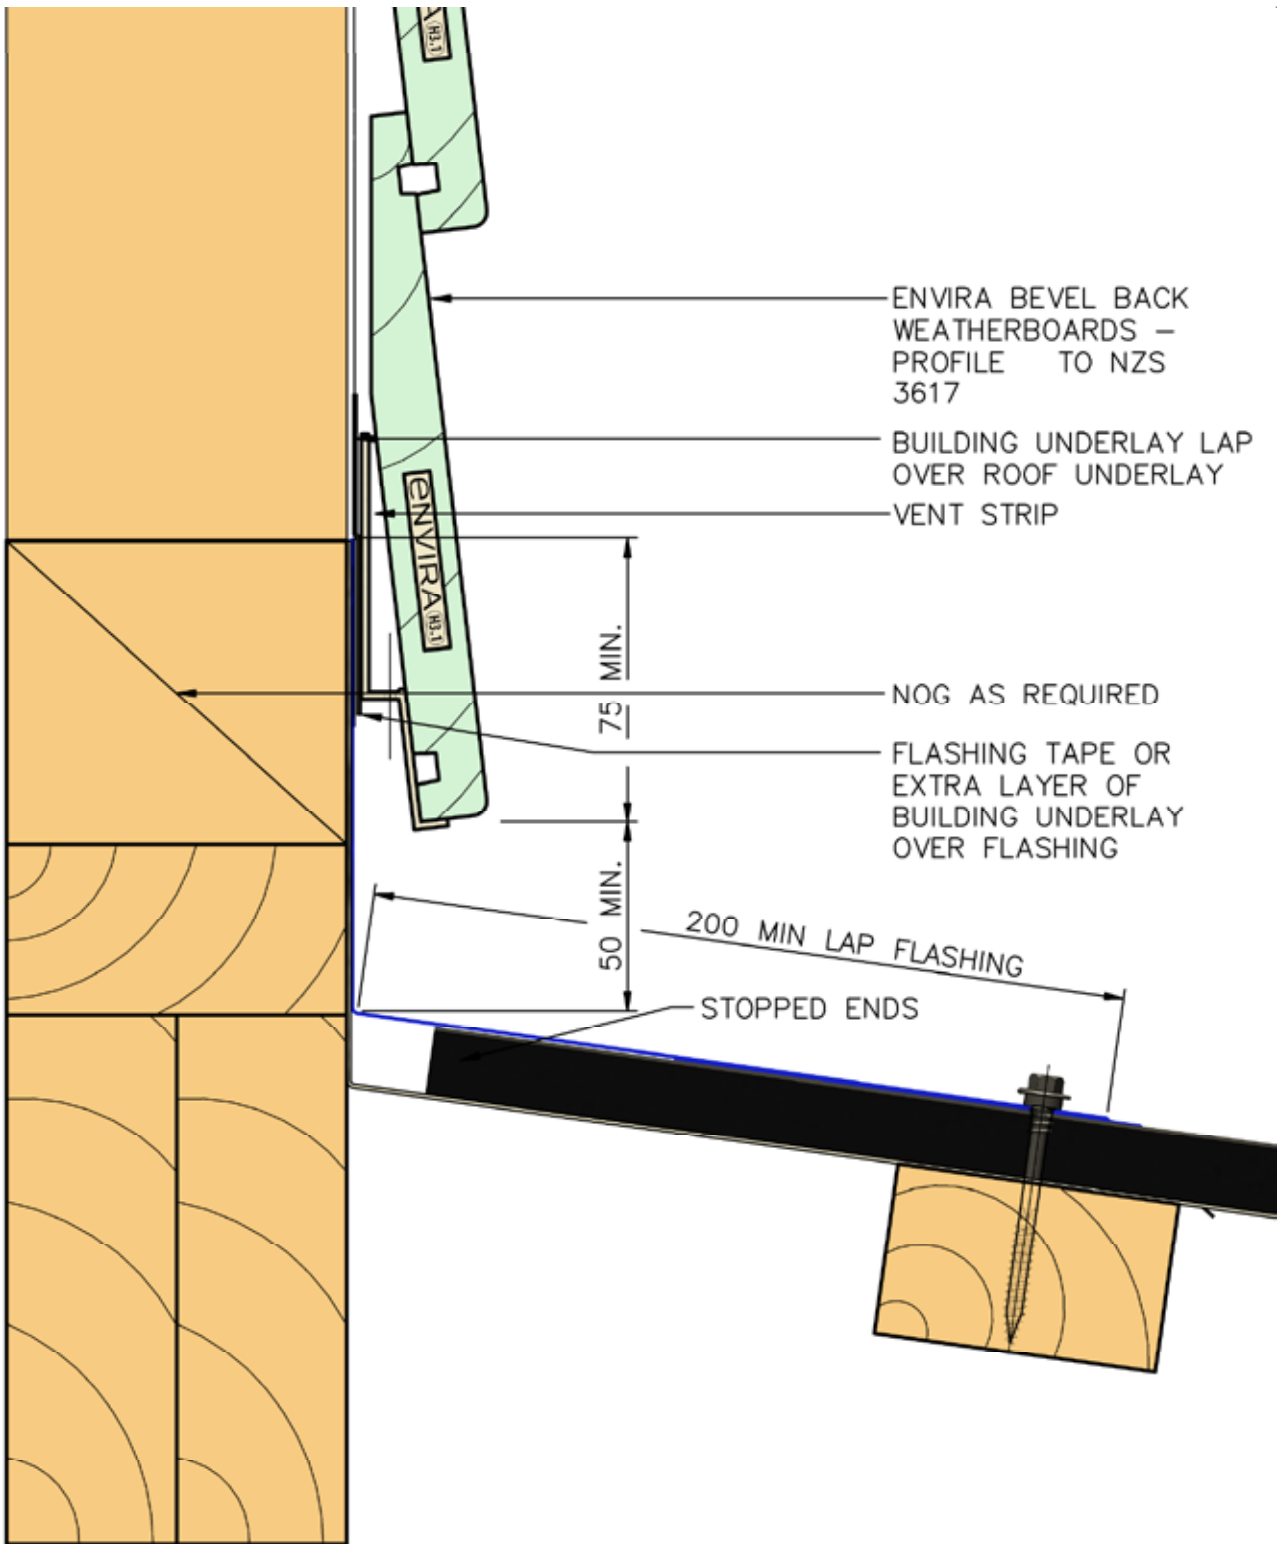 A H3.1
ENVIRA BEVEL BACK
WEATHERBOARDS –
PROFILE TO NZS
3617
BUILDING UNDERLAY LAP
OVER ROOF UNDERLAY
VENT STRIP
ENVIRA H3.1
75 MIN.
NOG AS REQUIRED
FLASHING TAPE OR
EXTRA LAYER OF
BUILDING UNDERLAY
OVER FLASHING
50 MIN.
200 MIN LAP FLASHING
STOPPED ENDS